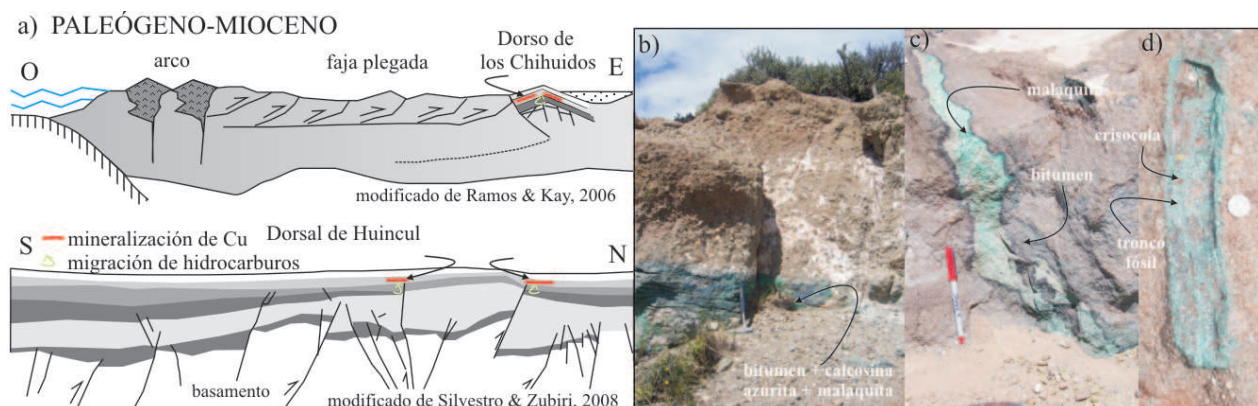 a) PALEÓGENO-MIOCENO
O
arco
faja plegada
Dorso de
los Chihuidos
E
modificado de Ramos & Kay, 2006
S
mineralización de Cu
migración de hidrocarburos
Dorsal de Huincul
N
basamento
modificado de Silvestro & Zubiri, 2008
b)
bitumen + calcosina
azurita + malaquita
c)
malaquita
bitumen
d)
crisocola
tronco
fósil